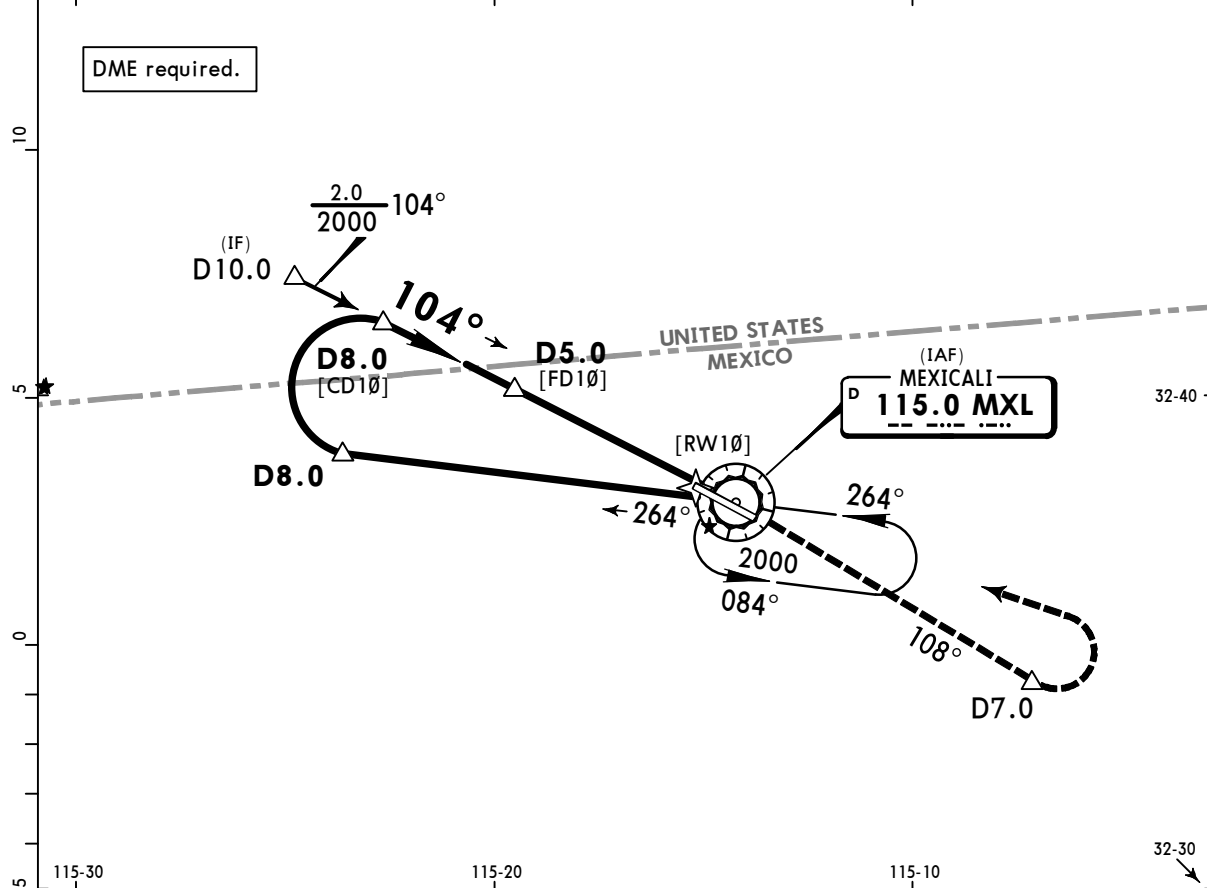 DME required.
10
2.0
2000
104°
(IF)
D10.0
104°
UNITED STATES
MEXICO
D8.0
[CD1Ø]
D5.0
[FD1Ø]
(IAF)
MEXICALI
D 115.0 MXL
5
32-40
[RW1Ø]
D8.0
264°
264°
2000
084°
108°
0
D7.0
32-30
115-30
115-20
115-10
5